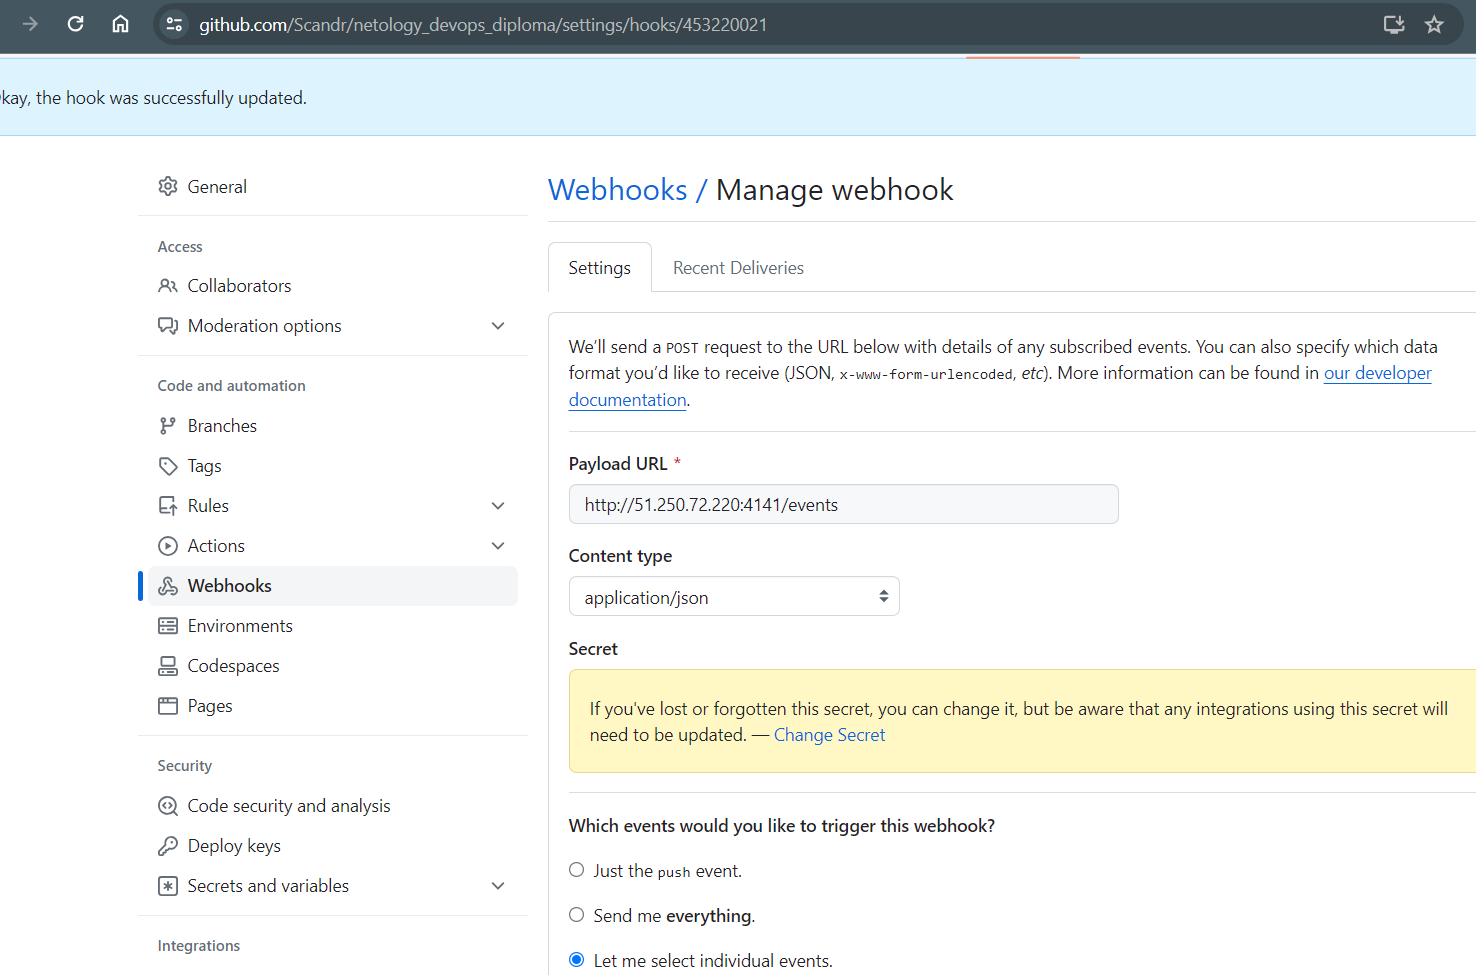 github.com/Scandr/netology_devops_diploma/settings/hooks/453220021
kay, the hook was successfully updated.
General
Access
Collaborators
Moderation options
Code and automation
Branches
Tags
Rules
Actions
Webhooks
Environments
Codespaces
Pages
Security
Code security and analysis
Deploy keys
Secrets and variables
Integrations
Webhooks / Manage webhook
Settings
Recent Deliveries
We'll send a POST request to the URL below with details of any subscribed events. You can also specify which data
format you'd like to receive (JSON, x-www-form-urlencoded, etc). More information can be found in our developer
documentation.
Payload URL *
http://51.250.72.220:4141/events
Content type
application/json
Secret
If you've lost or forgotten this secret, you can change it, but be aware that any integrations using this secret will
need to be updated. — Change Secret
Which events would you like to trigger this webhook?
Just the push event.
Send me everything.
Let me select individual events.